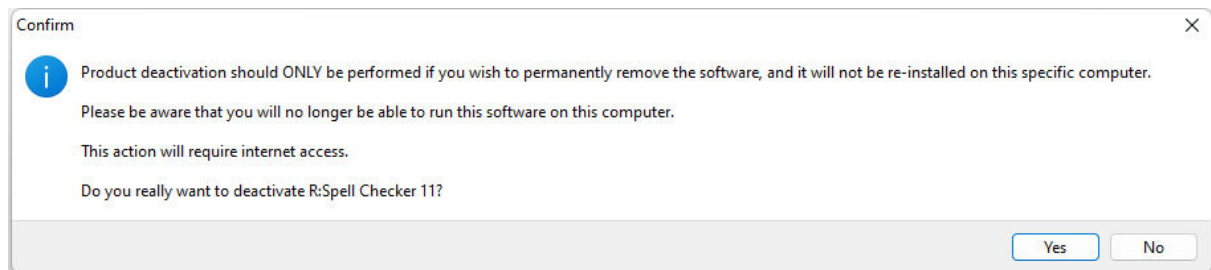 Confirm
Product deactivation should ONLY be performed if you wish to permanently remove the software, and it will not be re-installed on this specific computer.
Please be aware that you will no longer be able to run this software on this computer.
This action will require internet access.
Do you really want to deactivate R:Spell Checker 11?
Yes No